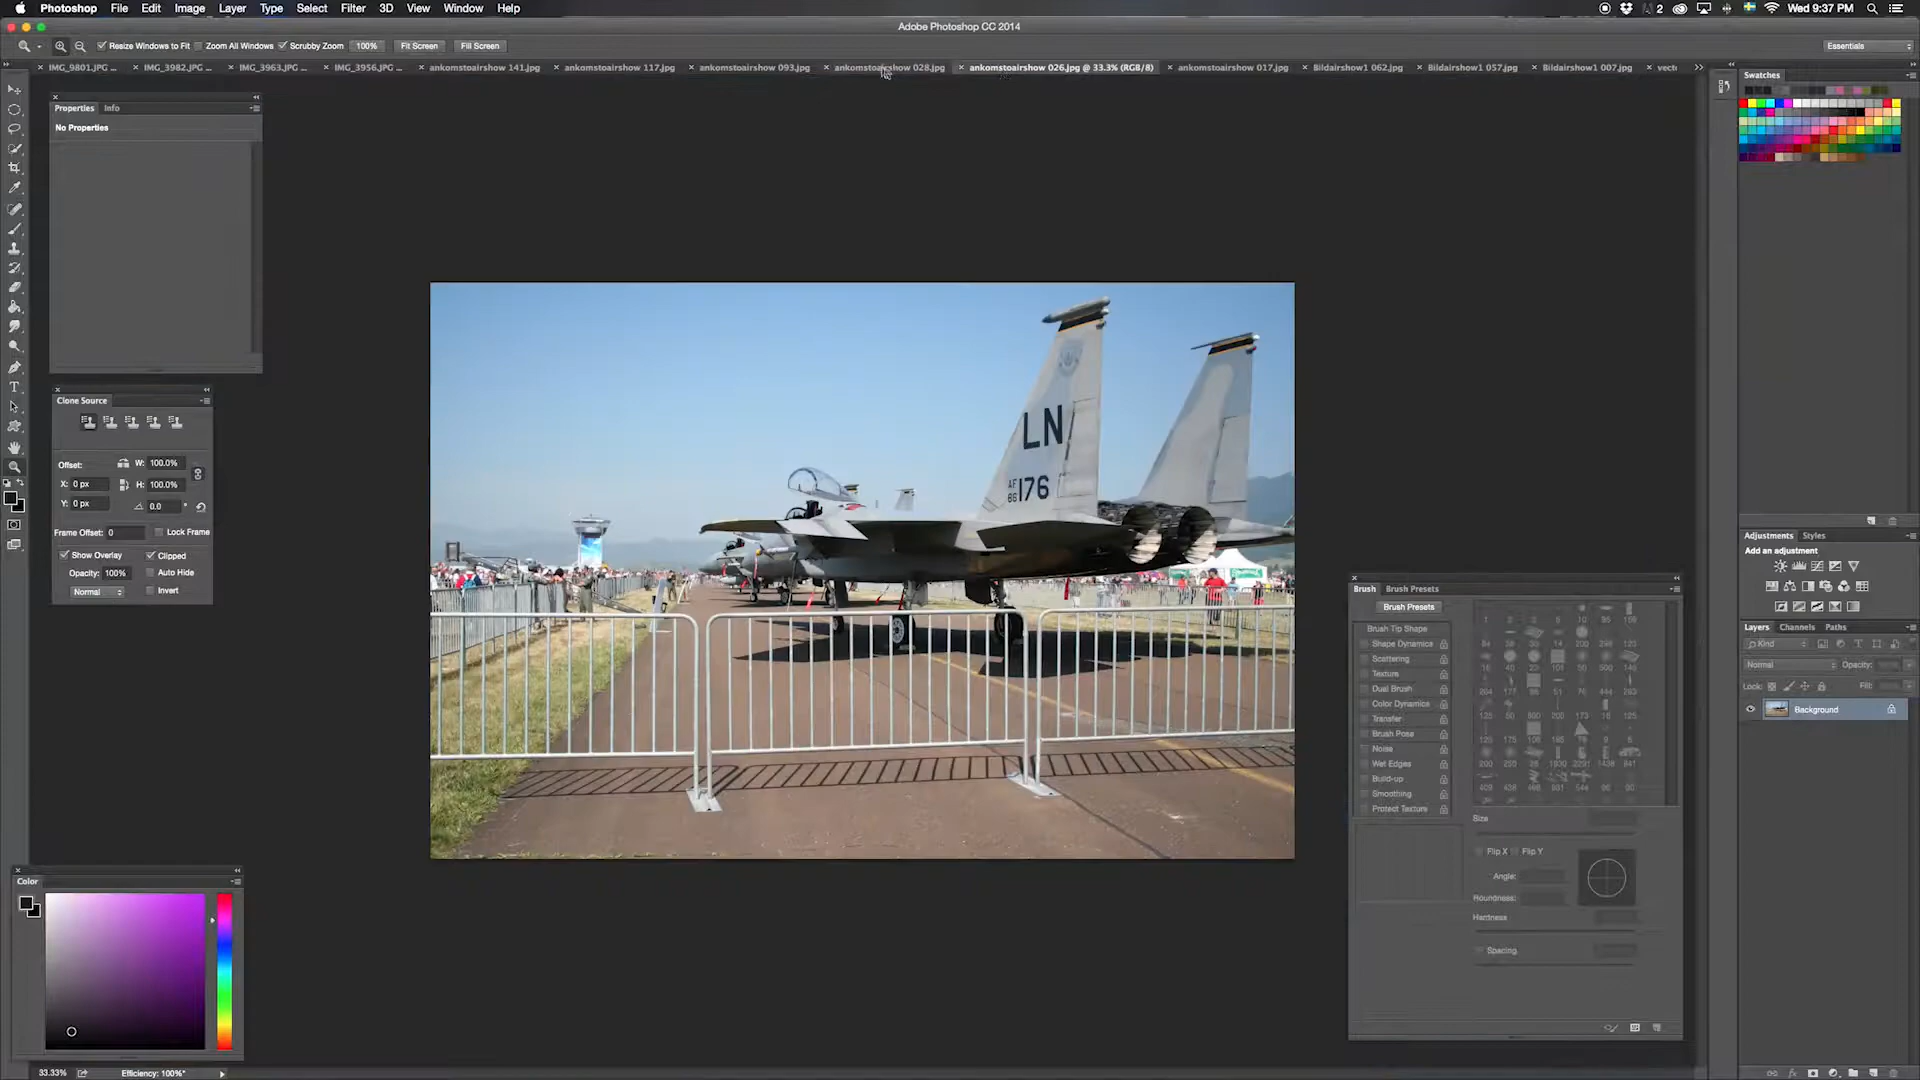 Photoshop File Edit Image Layer Type Select Filter 3D View Window Help
2 Wed 9:37 PM
Adobe Photoshop CC 2014
Resize Windows to Fit Zoom All Windows Scrubby Zoom 100% Fit Screen Fill Screen Essentials
IMG_9801.JPG ... IMG_3982.JPG ... IMG_3963.JPG ... IMG_3956.JPG ... ankomstoairshow 141.jpg ankomstoairshow 117.jpg ankomstoairshow 093.jpg ankomstoairshow 028.jpg ankomstoairshow 026.jpg @ 33.3% (RGB/8) ankomstoairshow 017.jpg Bildairshow1 062.jpg Bildairshow1 057.jpg Bildairshow1 007.jpg vecto
Swatches
Properties Info
No Properties
LN
AF
86 176
Clone Source
Offset: W: 100.0%
X: 0 px H: 100.0%
Y: 0 px 0.0 °
Frame Offset: 0 Lock Frame
Show Overlay Clipped
Opacity: 100% Auto Hide
Normal Invert
Adjustments Styles
Add an adjustment
Layers Channels Paths
Kind
Normal Opacity:
Lock: Fill:
Background
Brush Brush Presets
Brush Presets
Brush Tip Shape
Shape Dynamics
Scattering
Texture
Dual Brush
Color Dynamics
Transfer
Brush Pose
Noise
Wet Edges
Build-up
Smoothing
Protect Texture
Size
Flip X Flip Y
Angle:
Roundness:
Hardness
Spacing
Color
33.33% Efficiency: 100%*